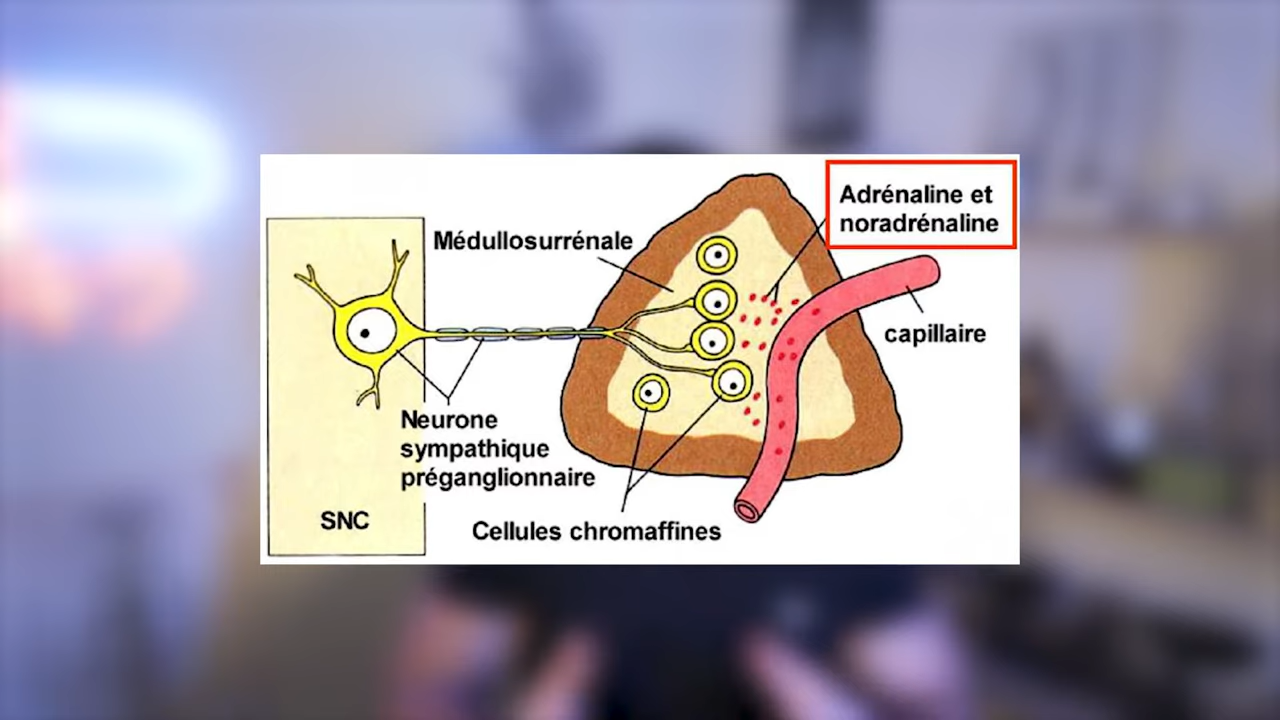 Adrénaline et
noradrénaline
Médullosurrénale
capillaire
Neurone
sympathique
préganglionnaire
SNC
Cellules chromaffines